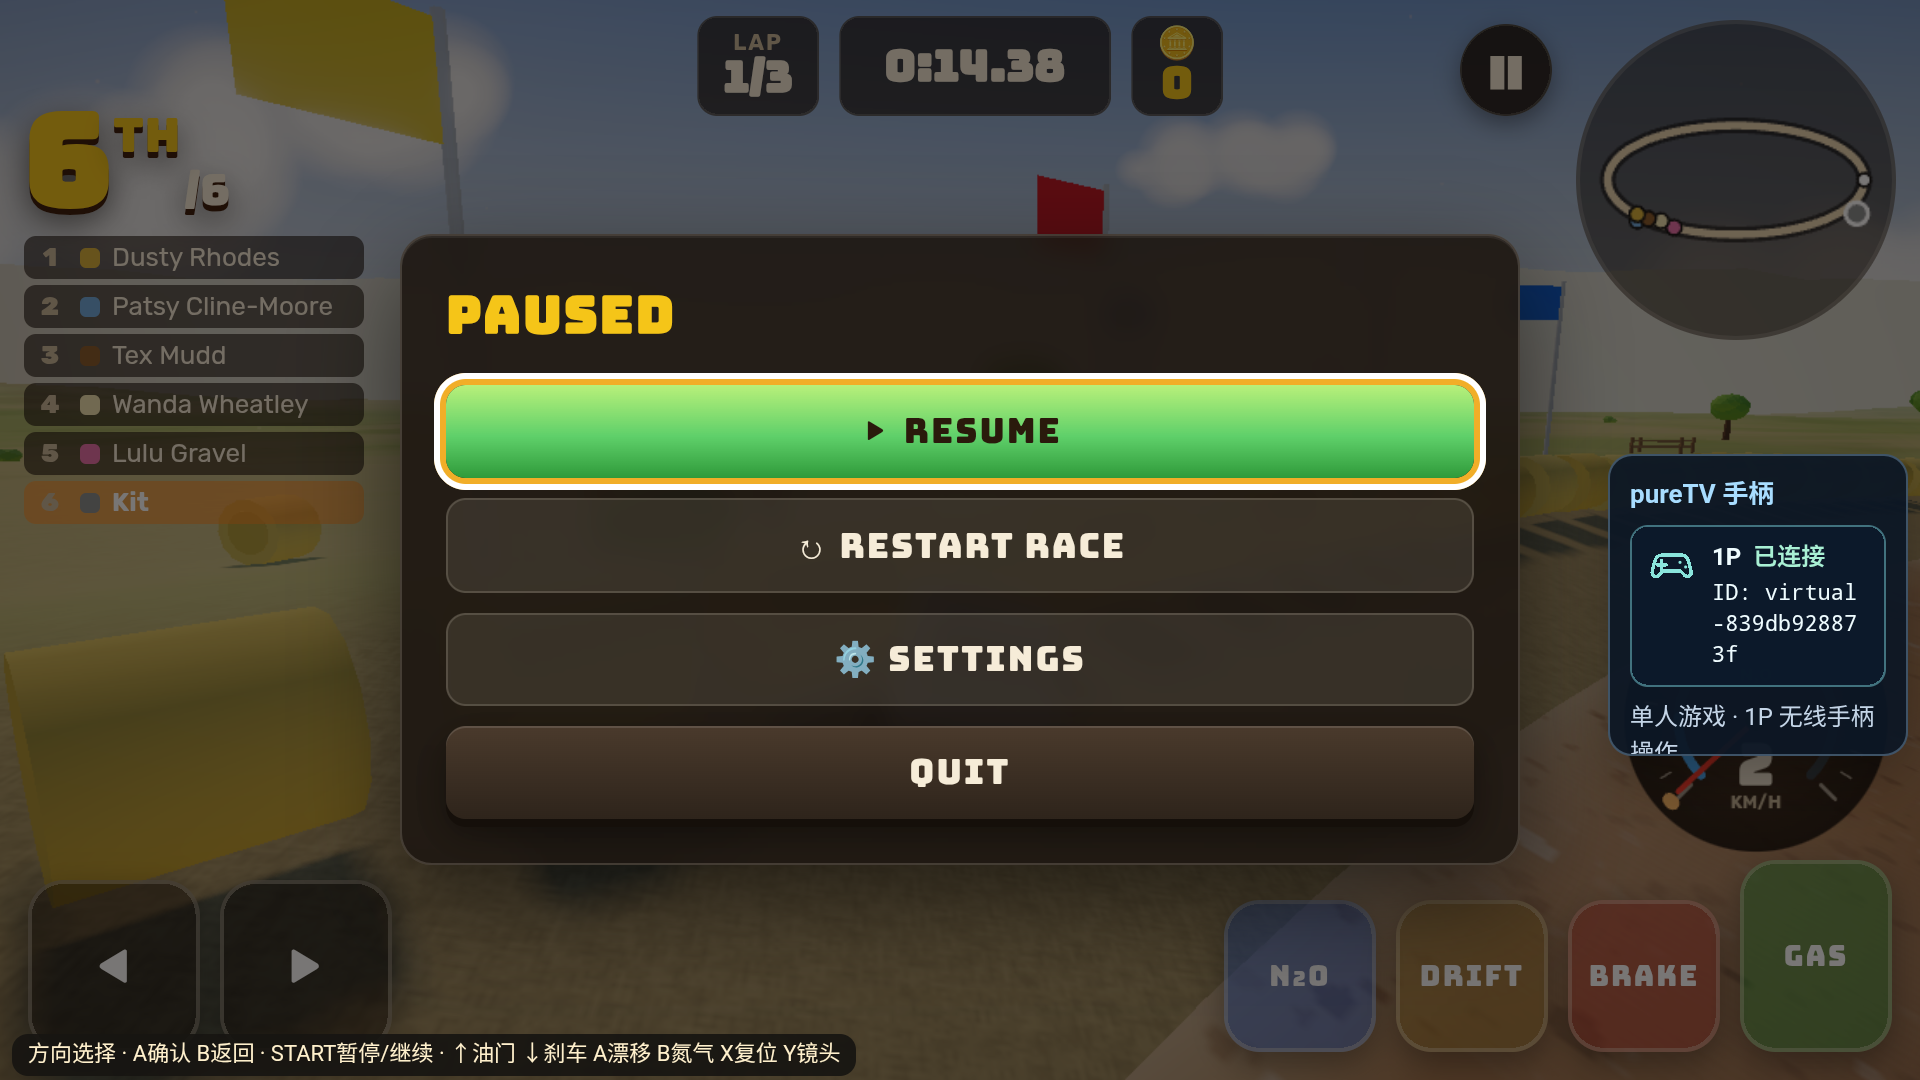 LAP
1/3
0:14.38
0
6TH
/6
1 Dusty Rhodes
2 Patsy Cline-Moore
3 Tex Mudd
4 Wanda Wheatley
5 Lulu Gravel
6 Kit
PAUSED
RESUME
RESTART RACE
SETTINGS
QUIT
pureTV 手柄
1P 已连接
ID: virtual
-839db92887
3f
单人游戏 · 1P 无线手柄
操作
2
KM/H
N2O
DRIFT
BRAKE
GAS
方向选择 · A确认 B返回 · START暂停/继续 · ↑油门 ↓刹车 A漂移 B氮气 X复位 Y镜头